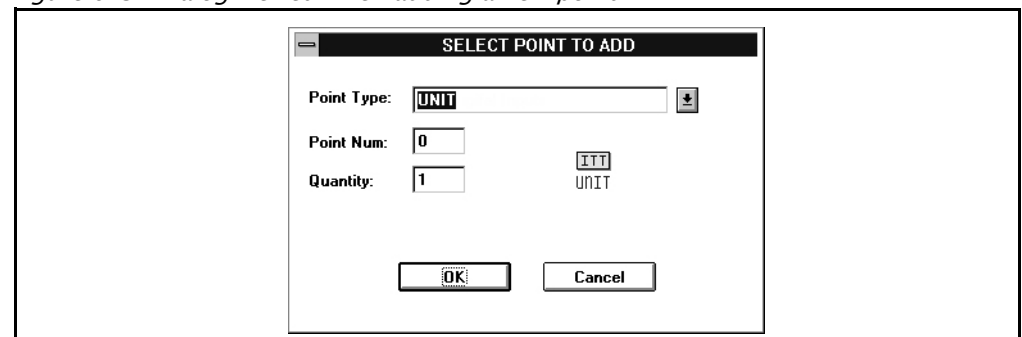 SELECT POINT TO ADD
Point Type: UNIT
Point Num: 0
ITT
Quantity: 1 UNIT
OK Cancel